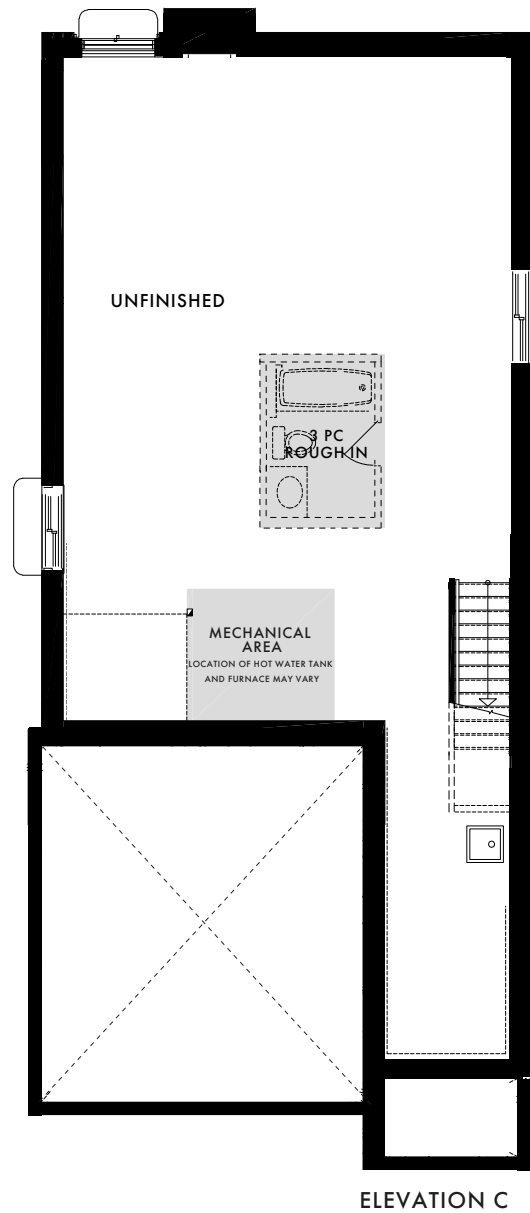 UNFINISHED
3 PC
ROUGH IN
MECHANICAL
AREA
LOCATION OF HOT WATER TANK
AND FURNACE MAY VARY
ELEVATION C